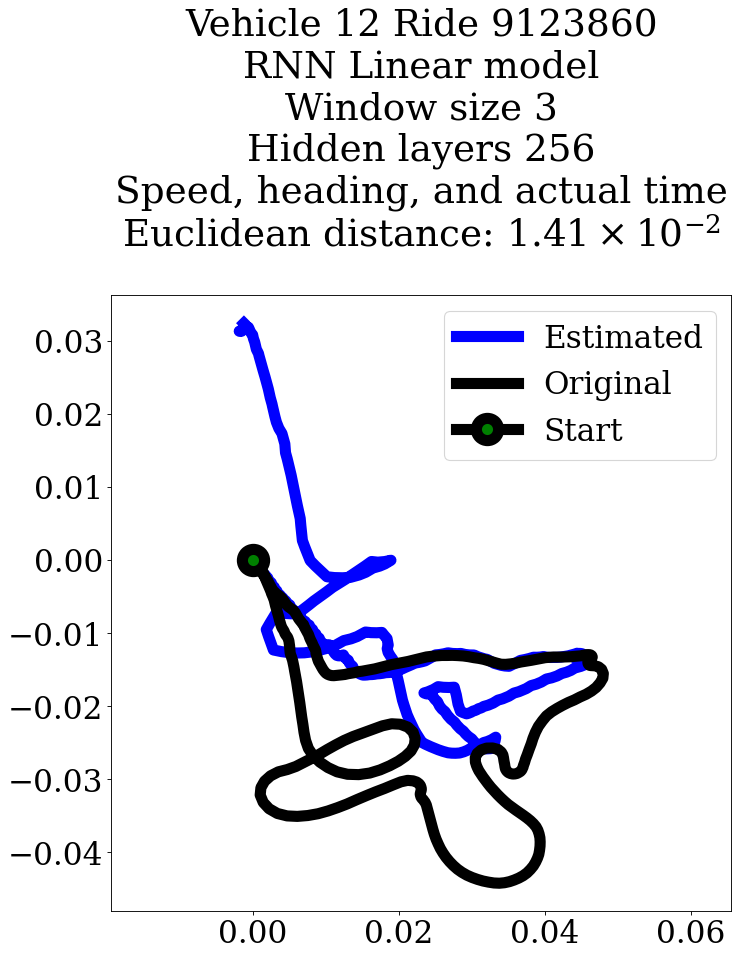 Vehicle 12 Ride 9123860
RNN Linear model
Window size 3
Hidden layers 256
Speed, heading, and actual time
Euclidean distance: 1.41 × 10⁻²
Estimated
Original
Start
0.03
0.02
0.01
0.00
−0.01
−0.02
−0.03
−0.04
0.00 0.02 0.04 0.06